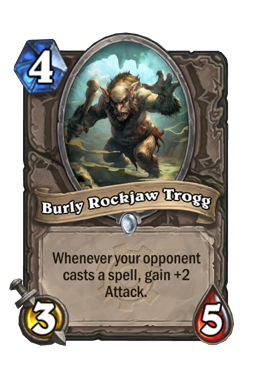 4
Burly Rockjaw Trogg
Whenever your opponent
casts a spell, gain +2
Attack.
3
5